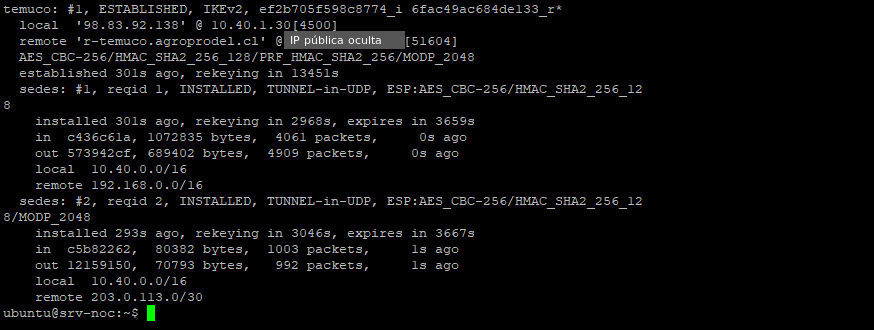 temuco: #1, ESTABLISHED, IKEv2, ef2b705f598c8774_i 6fac49ac684de133_r*
  local  '98.83.92.138' @ 10.40.1.30[4500]
  remote 'r-temuco.agroprodel.cl' @ IP pública oculta [51604]
  AES_CBC-256/HMAC_SHA2_256_128/PRF_HMAC_SHA2_256/MODP_2048
  established 301s ago, rekeying in 13451s
  sedes: #1, reqid 1, INSTALLED, TUNNEL-in-UDP, ESP:AES_CBC-256/HMAC_SHA2_256_12
8
    installed 301s ago, rekeying in 2968s, expires in 3659s
    in  c436c61a, 1072835 bytes,  4061 packets,     0s ago
    out 573942cf, 689402 bytes,  4909 packets,     0s ago
    local  10.40.0.0/16
    remote 192.168.0.0/16
  sedes: #2, reqid 2, INSTALLED, TUNNEL-in-UDP, ESP:AES_CBC-256/HMAC_SHA2_256_12
8/MODP_2048
    installed 293s ago, rekeying in 3046s, expires in 3667s
    in  c5b82262,  80382 bytes,  1003 packets,     1s ago
    out 12159150,  70793 bytes,   992 packets,     1s ago
    local  10.40.0.0/16
    remote 203.0.113.0/30
ubuntu@srv-noc:~$